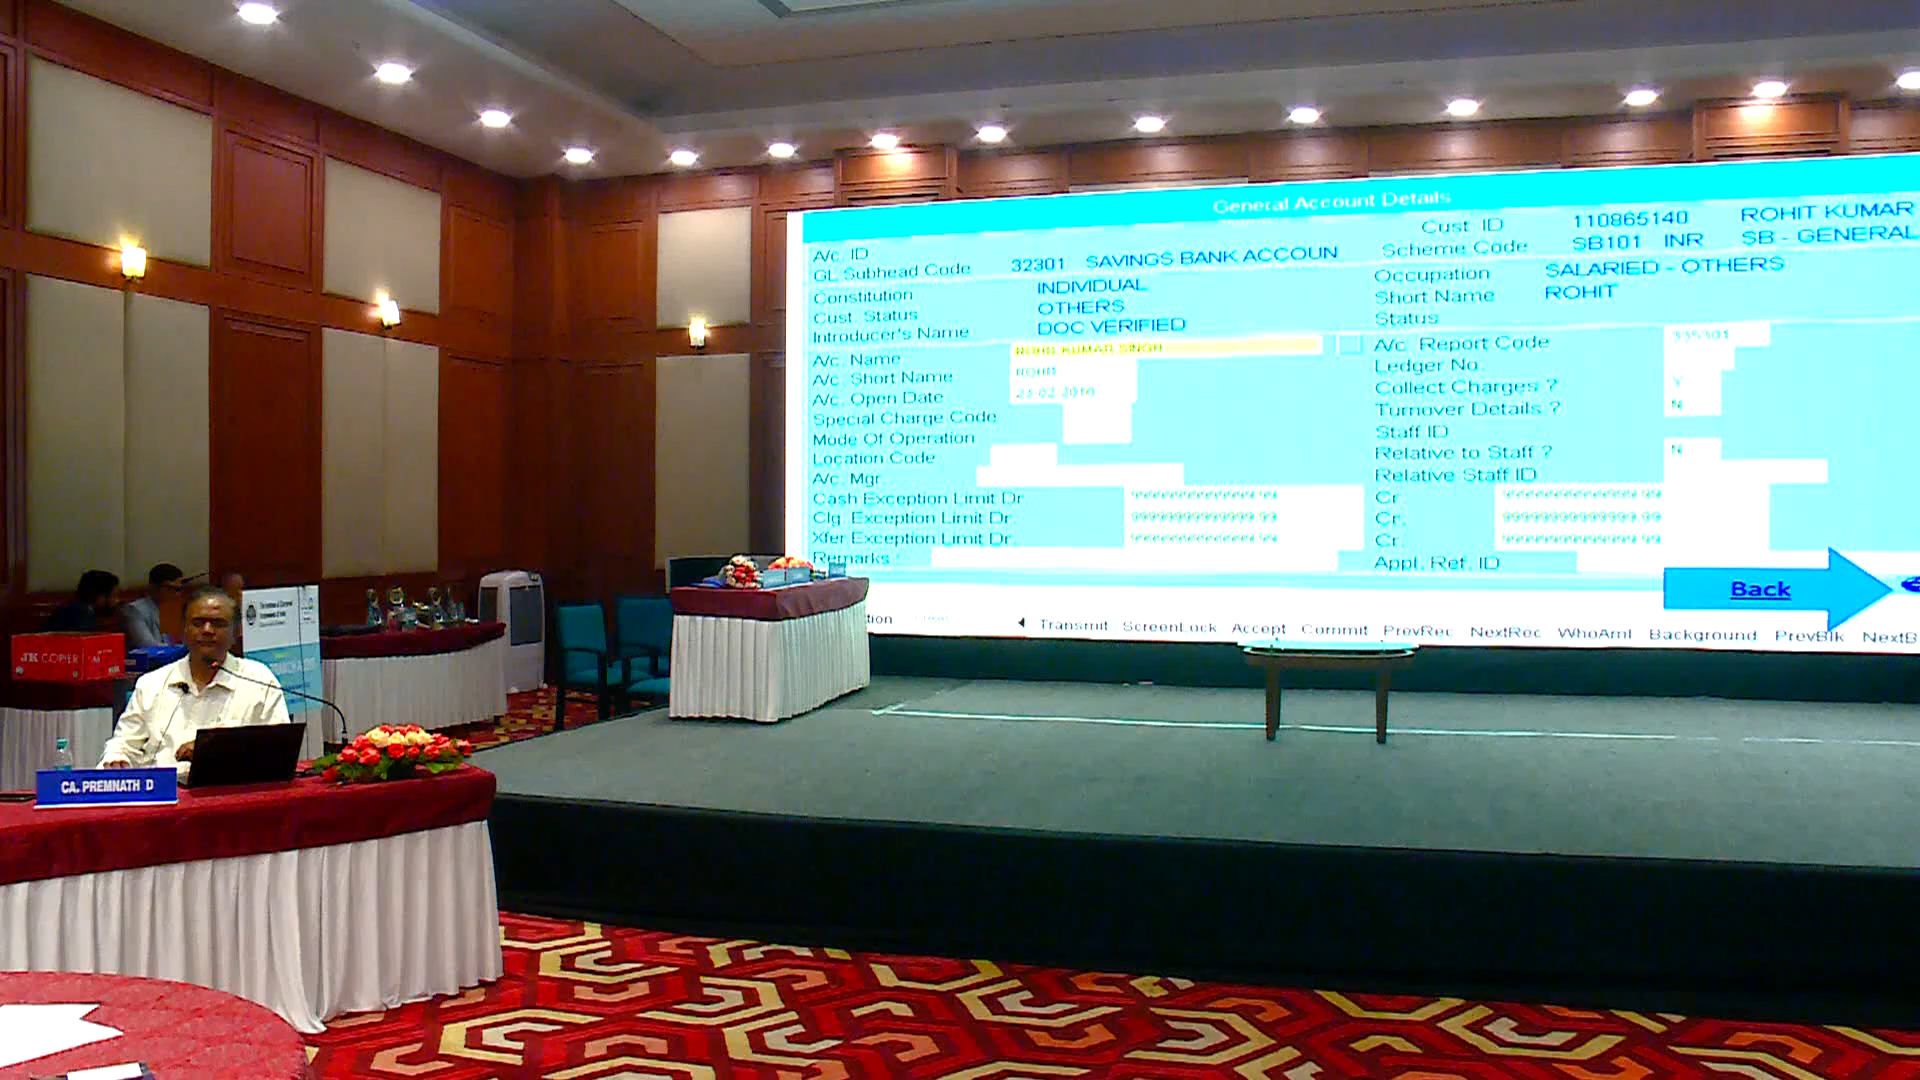 General Account Details
A/c. ID
Cust. ID 110865140 ROHIT KUMAR
GL Subhead Code 32301 SAVINGS BANK ACCOUN
Scheme Code SB101 INR SB - GENERAL
Constitution INDIVIDUAL
Occupation SALARIED - OTHERS
Cust. Status OTHERS
Short Name ROHIT
Introducer's Name DOC VERIFIED
Status
A/c. Name ROHIT KUMAR SINGH
A/c. Report Code
A/c. Short Name ROHIT
Ledger No.
A/c. Open Date
Collect Charges ? Y
Special Charge Code
Turnover Details ? N
Mode Of Operation
Staff ID
Location Code
Relative to Staff ? N
A/c. Mgr.
Relative Staff ID
Cash Exception Limit Dr
Cr.
Clg. Exception Limit Dr.
Cr.
Xfer Exception Limit Dr.
Cr.
Remarks
Appl. Ref. ID
Back
Transmit ScreenLock Accept Commit PrevRec NextRec WhoAmI Background PrevBlk NextB
JK COPIER
CA. PREMNATH D